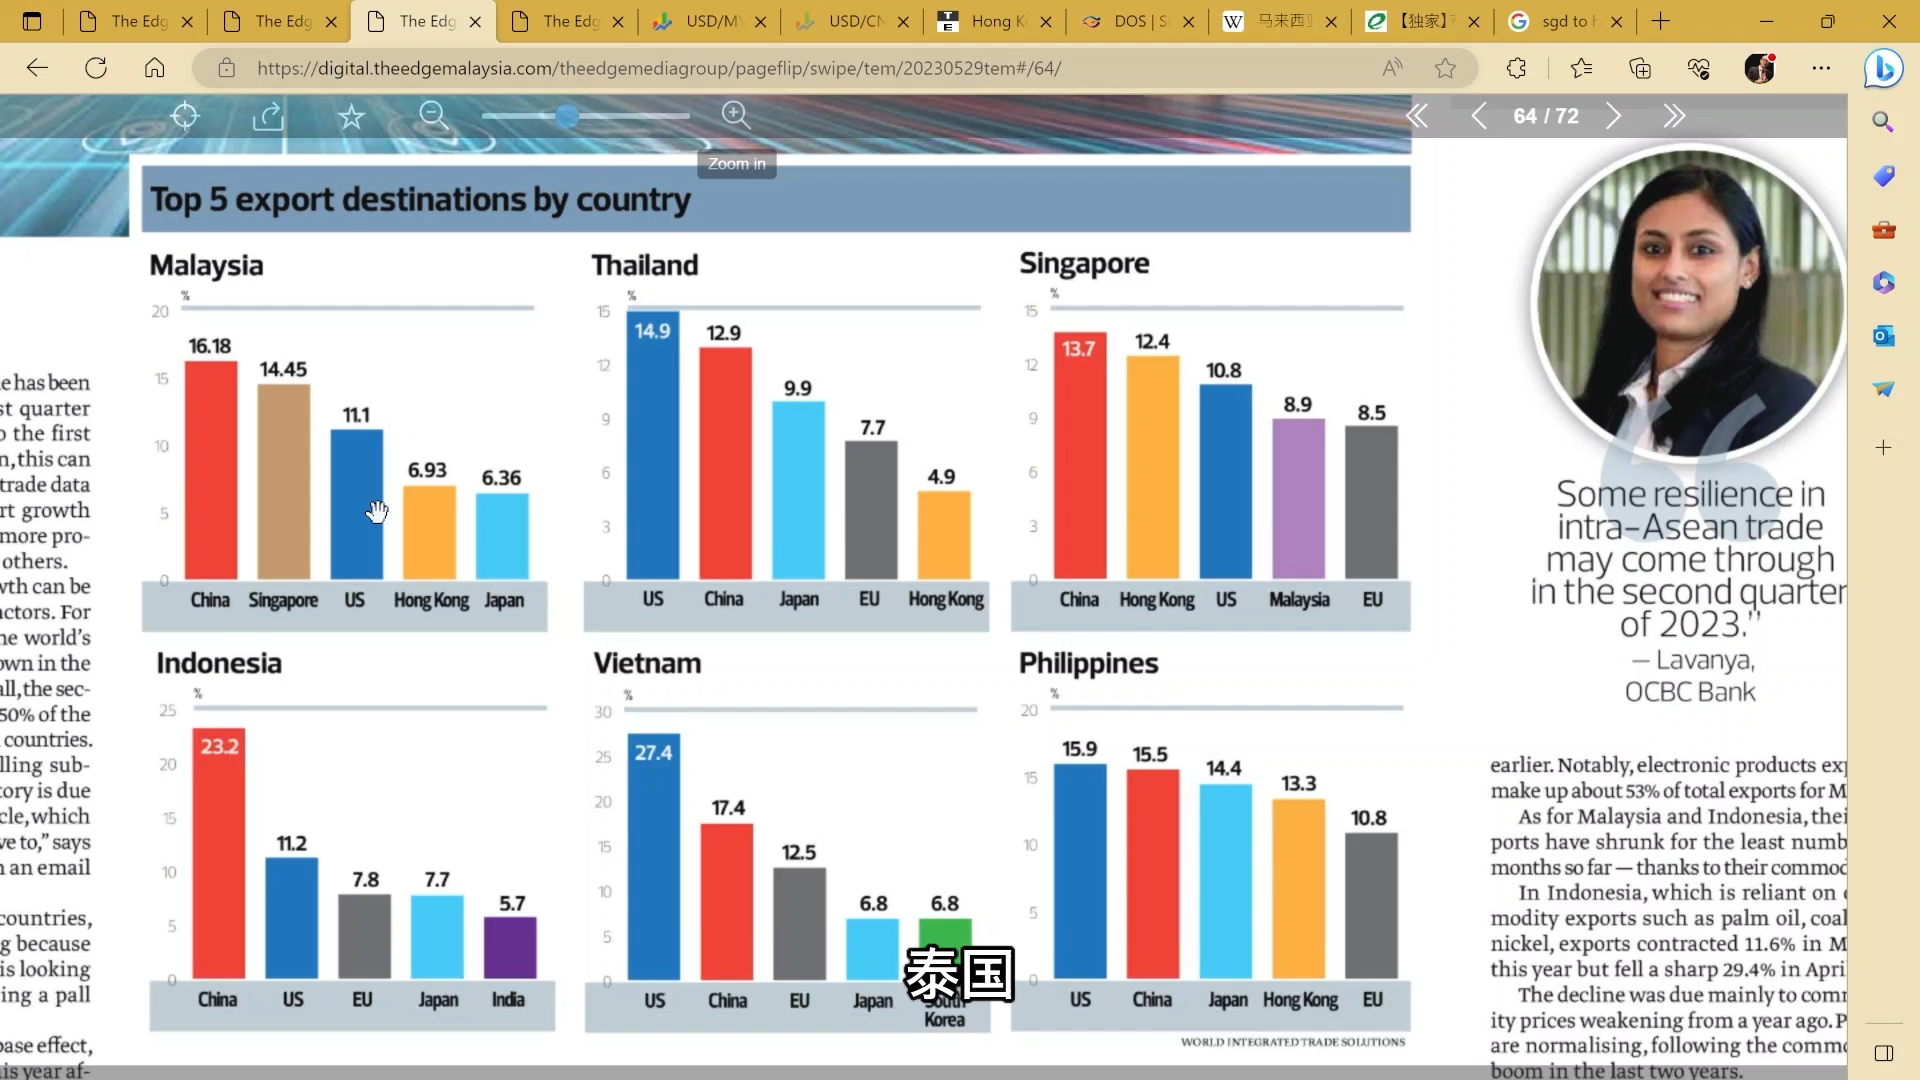 The Edg
The Edg
The Edg
The Edg
USD/MY
USD/CN
Hong K
DOS | Si
马来西亚
【独家】
sgd to h
https://digital.theedgemalaysia.com/theedgemediagroup/pageflip/swipe/tem/20230529tem#/64/
64 / 72
Zoom in
Top 5 export destinations by country
Malaysia
%
20
15
10
5
0
16.18
14.45
11.1
6.93
6.36
China Singapore US Hong Kong Japan
Thailand
%
15
12
9
6
3
0
14.9
12.9
9.9
7.7
4.9
US China Japan EU Hong Kong
Singapore
%
15
12
9
6
3
0
13.7
12.4
10.8
8.9
8.5
China Hong Kong US Malaysia EU
Indonesia
%
25
20
15
10
5
0
23.2
11.2
7.8
7.7
5.7
China US EU Japan India
Vietnam
%
30
25
20
15
10
5
0
27.4
17.4
12.5
6.8
6.8
US China EU Japan South
Korea
泰国
Philippines
%
20
15
10
5
0
15.9
15.5
14.4
13.3
10.8
US China Japan Hong Kong EU
WORLD INTEGRATED TRADE SOLUTIONS
e has been
st quarter
o the first
n, this can
trade data
rt growth
more pro-
others.
wth can be
actors. For
he world's
own in the
all, the sec-
50% of the
countries.
lling sub-
tory is due
cle, which
ve to," says
n an email
countries,
g because
is looking
ing a pall
base effect,
is year af-
Some resilience in
intra-Asean trade
may come through
in the second quarter
of 2023."
— Lavanya,
OCBC Bank
earlier. Notably, electronic products exp
make up about 53% of total exports for M
As for Malaysia and Indonesia, thei
ports have shrunk for the least numb
months so far — thanks to their commod
In Indonesia, which is reliant on c
modity exports such as palm oil, coal
nickel, exports contracted 11.6% in M
this year but fell a sharp 29.4% in Apri
The decline was due mainly to comm
ity prices weakening from a year ago. P
are normalising, following the commo
boom in the last two years.